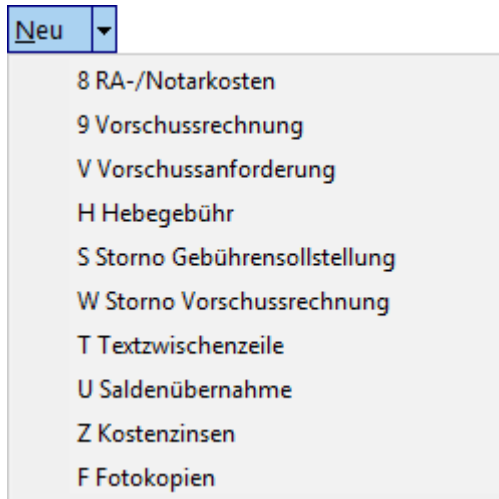 Neu
8 RA-/Notarkosten
9 Vorschussrechnung
V Vorschussanforderung
H Hebegebühr
S Storno Gebührensollstellung
W Storno Vorschussrechnung
T Textzwischenzeile
U Saldenübernahme
Z Kostenzinsen
F Fotokopien